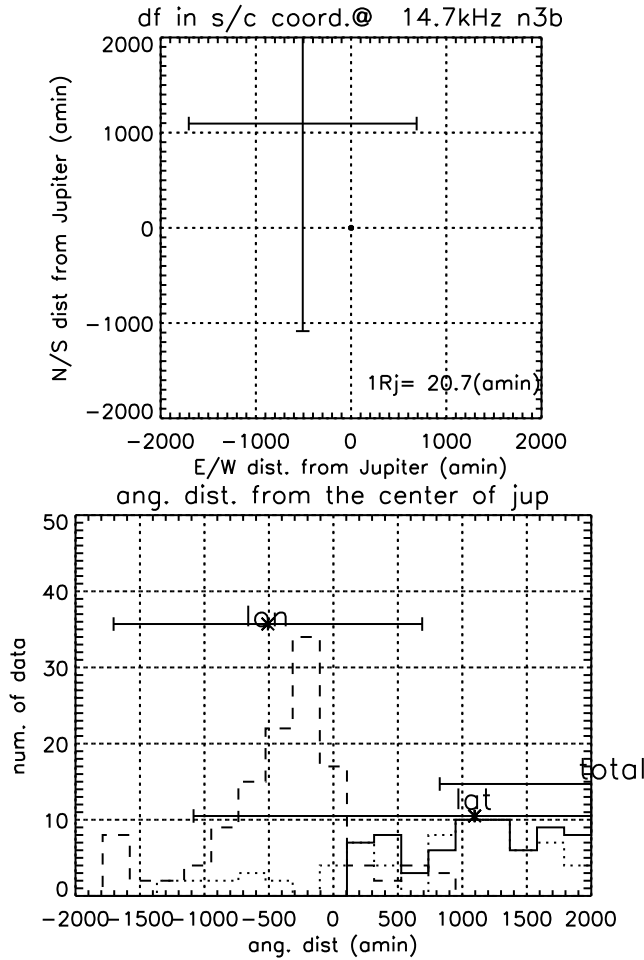 df in s/c coord.@ 14.7kHz n3b
2000
1000
0
−1000
−2000
N/S dist from Jupiter (amin)
1Rj= 20.7(amin)
−2000 −1000 0 1000 2000
E/W dist. from Jupiter (amin)
ang. dist. from the center of jup
50
40
30
20
10
0
num. of data
lon
total
lat
−2000 −1500 −1000 −500 0 500 1000 1500 2000
ang. dist (amin)